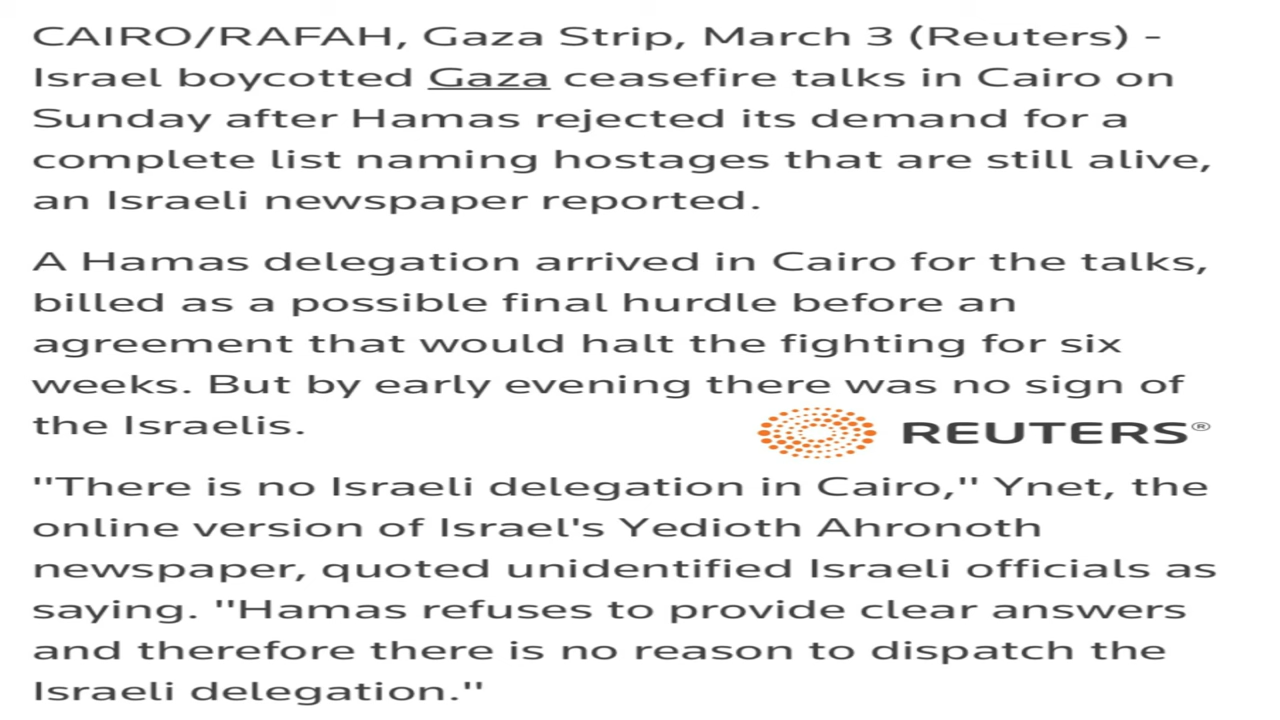 CAIRO/RAFAH, Gaza Strip, March 3 (Reuters) -
Israel boycotted Gaza ceasefire talks in Cairo on
Sunday after Hamas rejected its demand for a
complete list naming hostages that are still alive,
an Israeli newspaper reported.
A Hamas delegation arrived in Cairo for the talks,
billed as a possible final hurdle before an
agreement that would halt the fighting for six
weeks. But by early evening there was no sign of
the Israelis.
REUTERS®
"There is no Israeli delegation in Cairo," Ynet, the
online version of Israel's Yedioth Ahronoth
newspaper, quoted unidentified Israeli officials as
saying. "Hamas refuses to provide clear answers
and therefore there is no reason to dispatch the
Israeli delegation."